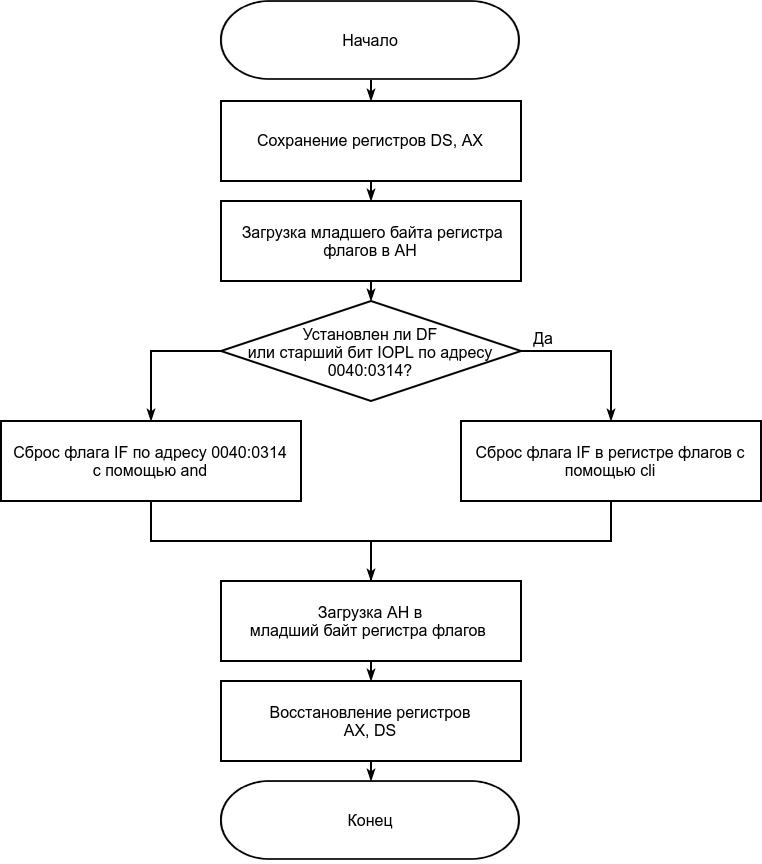 Начало
Сохранение регистров DS, AX
Загрузка младшего байта регистра
флагов в AH
Установлен ли DF
или старший бит IOPL по адресу
0040:0314?
Да
Сброс флага IF по адресу 0040:0314
с помощью and
Сброс флага IF в регистре флагов с
помощью cli
Загрузка AH в
младший байт регистра флагов
Восстановление регистров
AX, DS
Конец